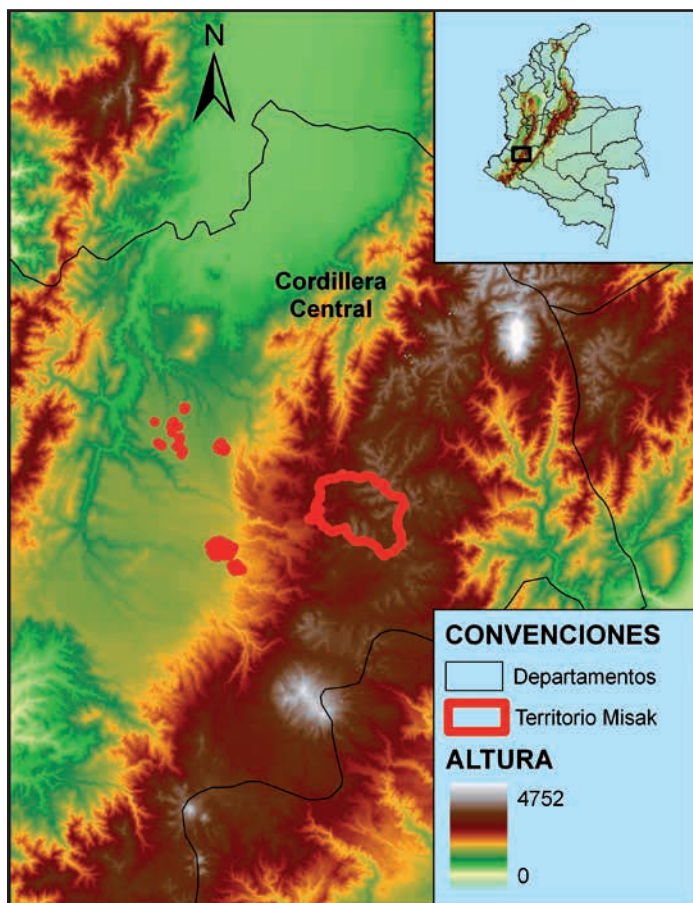 N
Cordillera
Central
CONVENCIONES
Departamentos
Territorio Misak
ALTURA
4752
0